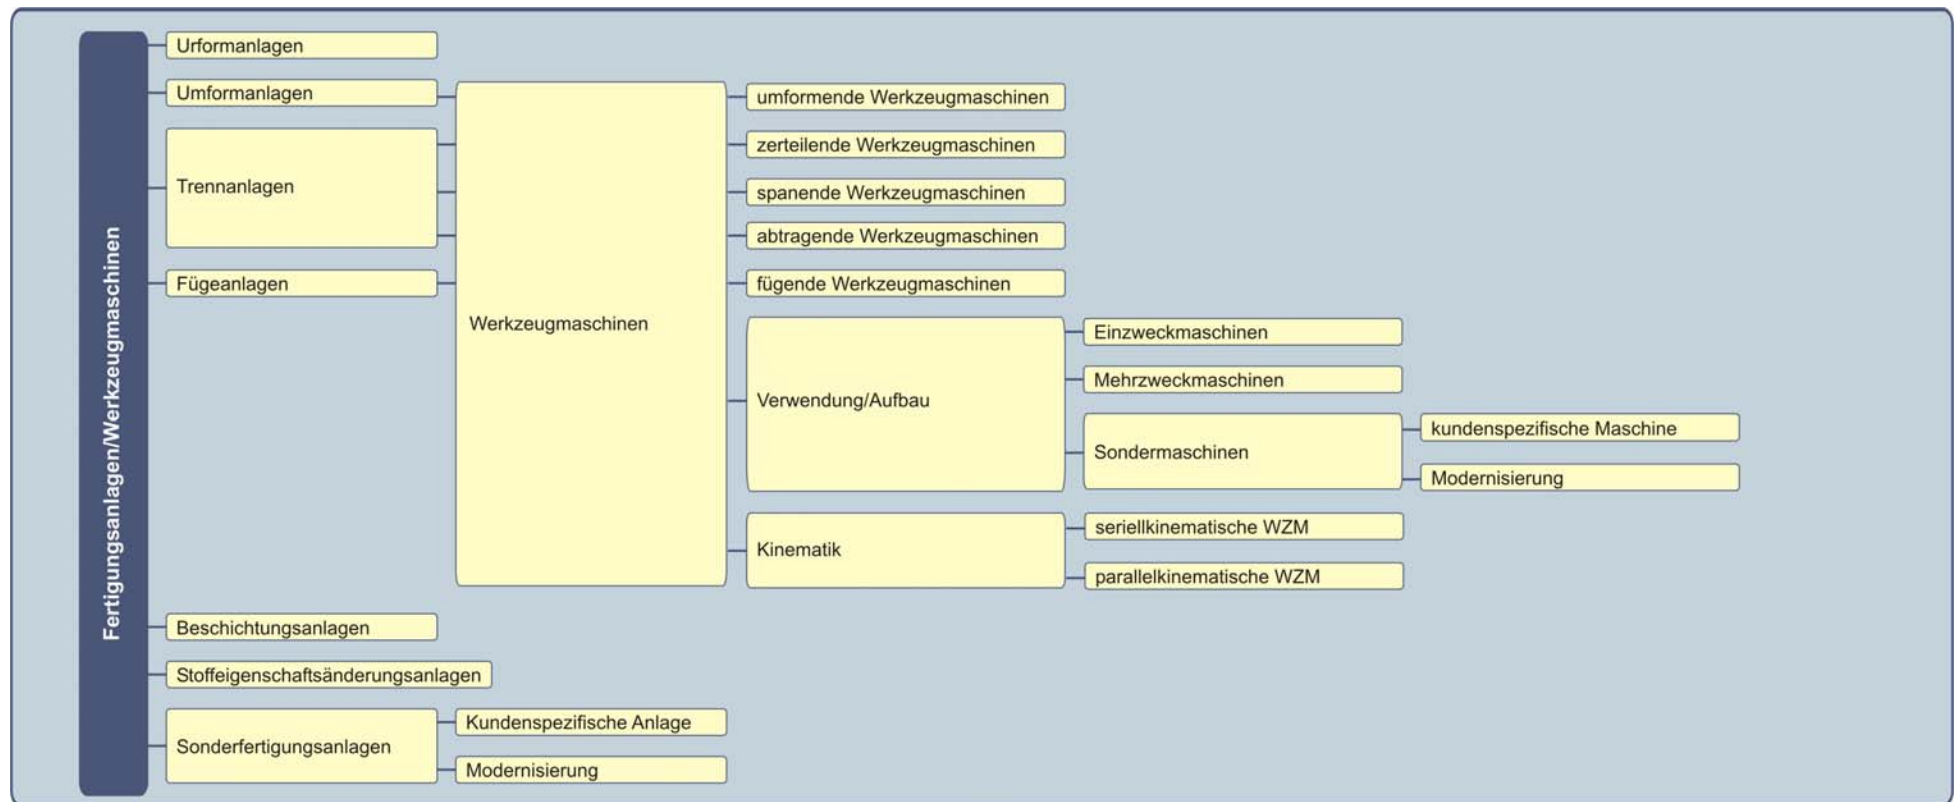 Fertigungsanlagen/Werkzeugmaschinen
Urformanlagen
Umformanlagen
Trennanlagen
Fügeanlagen
Werkzeugmaschinen
umformende Werkzeugmaschinen
zerteilende Werkzeugmaschinen
spanende Werkzeugmaschinen
abtragende Werkzeugmaschinen
fügende Werkzeugmaschinen
Verwendung/Aufbau
Einzweckmaschinen
Mehrzweckmaschinen
Sondermaschinen
kundenspezifische Maschine
Modernisierung
Kinematik
seriellkinematische WZM
parallelkinematische WZM
Beschichtungsanlagen
Stoffeigenschaftsänderungsanlagen
Sonderfertigungsanlagen
Kundenspezifische Anlage
Modernisierung